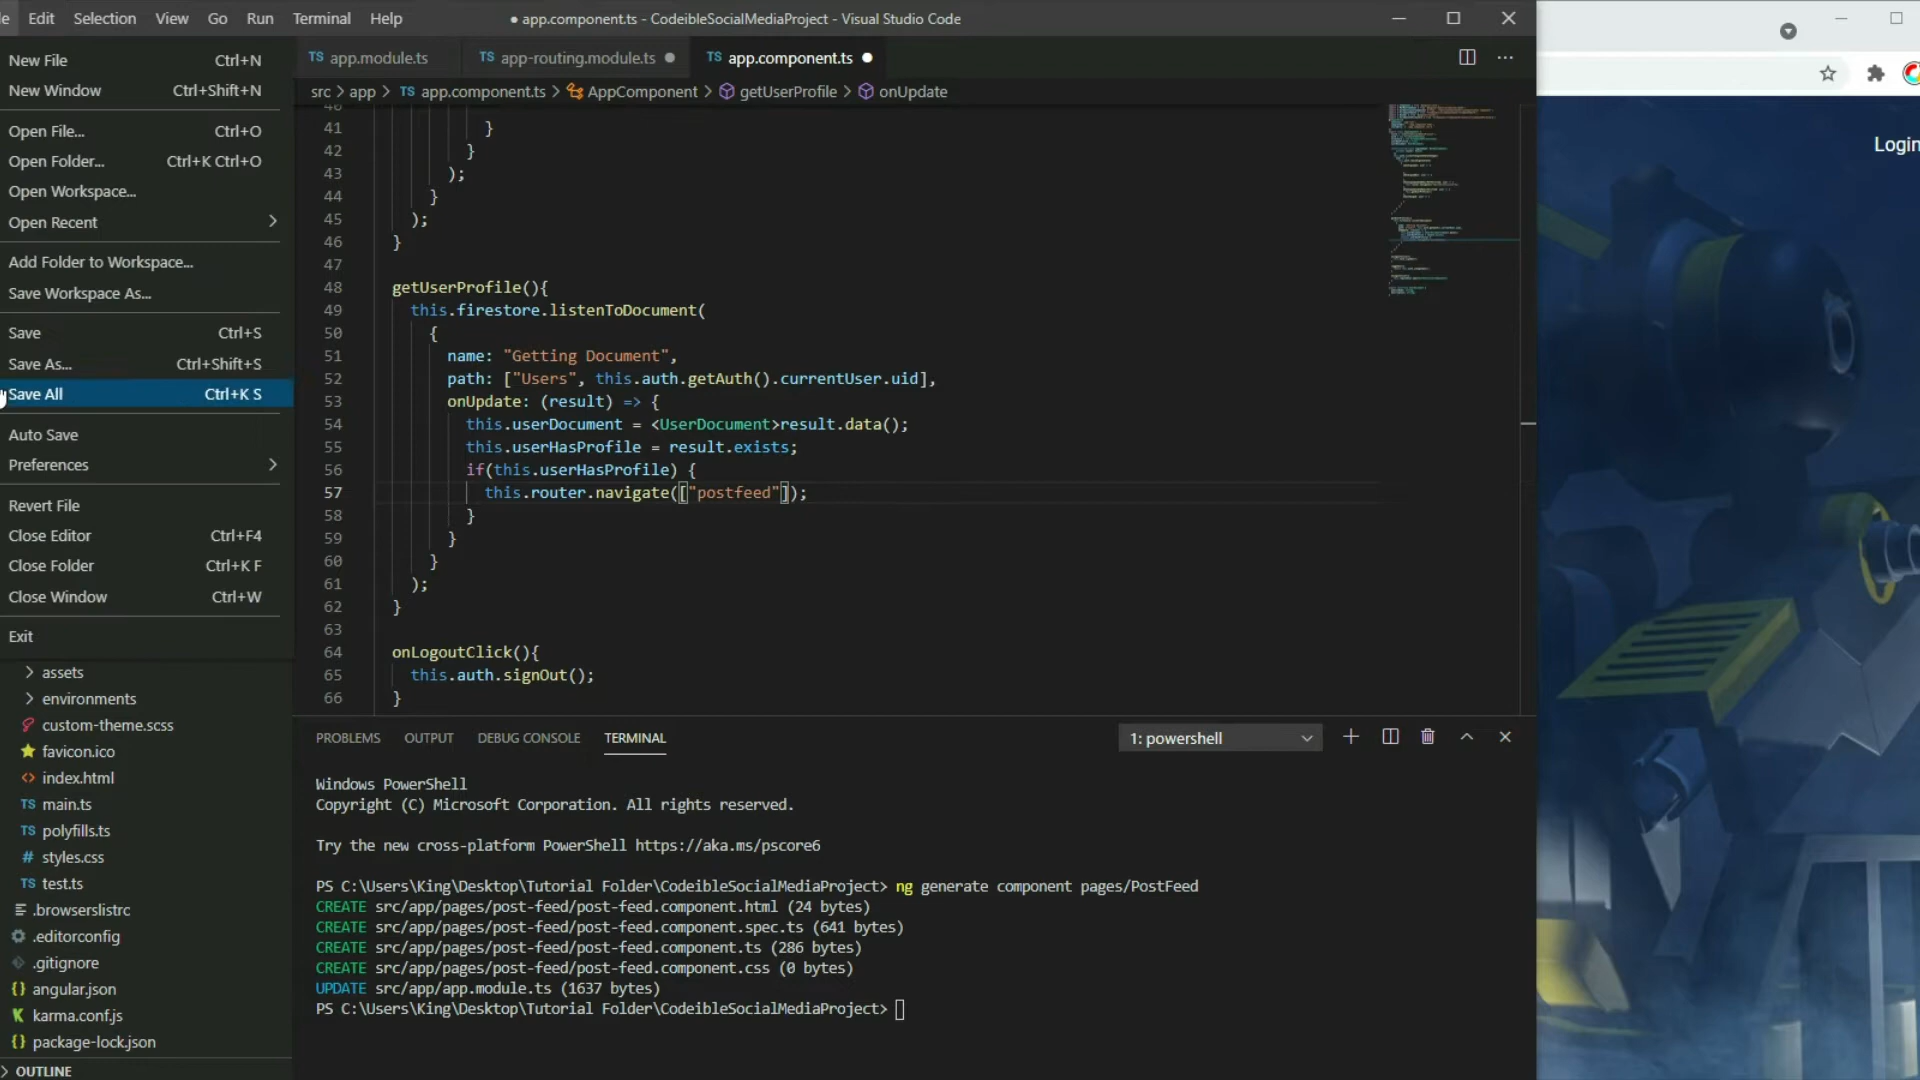 Edit Selection View Go Run Terminal Help
● app.component.ts - CodeibleSocialMediaProject - Visual Studio Code
New File Ctrl+N
New Window Ctrl+Shift+N
Open File... Ctrl+O
Open Folder... Ctrl+K Ctrl+O
Open Workspace...
Open Recent
Add Folder to Workspace...
Save Workspace As...
Save Ctrl+S
Save As... Ctrl+Shift+S
Save All Ctrl+K S
Auto Save
Preferences
Revert File
Close Editor Ctrl+F4
Close Folder Ctrl+K F
Close Window Ctrl+W
Exit
assets
environments
custom-theme.scss
favicon.ico
index.html
TS main.ts
TS polyfills.ts
# styles.css
TS test.ts
.browserslistrc
.editorconfig
.gitignore
{} angular.json
karma.conf.js
{} package-lock.json
OUTLINE
TS app.module.ts
TS app-routing.module.ts ●
TS app.component.ts ●
src > app > TS app.component.ts > AppComponent > getUserProfile > onUpdate
40
41 }
42 }
43 );
44 }
45 );
46 }
47
48 getUserProfile(){
49 this.firestore.listenToDocument(
50 {
51 name: "Getting Document",
52 path: ["Users", this.auth.getAuth().currentUser.uid],
53 onUpdate: (result) => {
54 this.userDocument = <UserDocument>result.data();
55 this.userHasProfile = result.exists;
56 if(this.userHasProfile) {
57 this.router.navigate(["postfeed"]);
58 }
59 }
60 }
61 );
62 }
63
64 onLogoutClick(){
65 this.auth.signOut();
66 }
PROBLEMS OUTPUT DEBUG CONSOLE TERMINAL
1: powershell
Windows PowerShell
Copyright (C) Microsoft Corporation. All rights reserved.
Try the new cross-platform PowerShell https://aka.ms/pscore6
PS C:\Users\King\Desktop\Tutorial Folder\CodeibleSocialMediaProject> ng generate component pages/PostFeed
CREATE src/app/pages/post-feed/post-feed.component.html (24 bytes)
CREATE src/app/pages/post-feed/post-feed.component.spec.ts (641 bytes)
CREATE src/app/pages/post-feed/post-feed.component.ts (286 bytes)
CREATE src/app/pages/post-feed/post-feed.component.css (0 bytes)
UPDATE src/app/app.module.ts (1637 bytes)
PS C:\Users\King\Desktop\Tutorial Folder\CodeibleSocialMediaProject>
Login